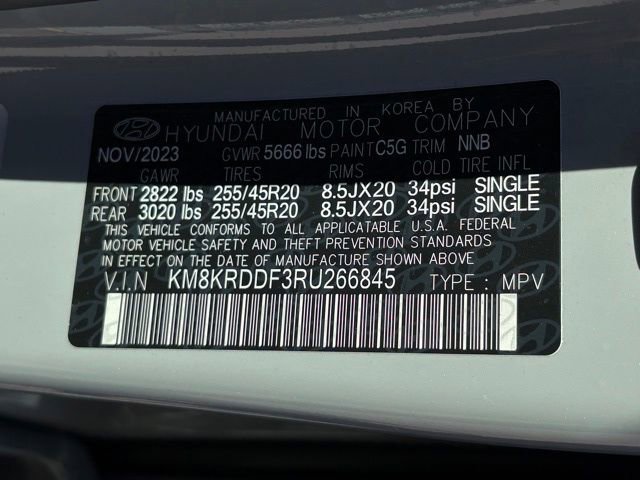 MANUFACTURED IN KOREA BY
HYUNDAI MOTOR COMPANY
NOV/2023 GVWR 5666 lbs PAINT C5G TRIM NNB
GAWR TIRES RIMS COLD TIRE INFL
FRONT 2822 lbs 255/45R20 8.5JX20 34psi SINGLE
REAR 3020 lbs 255/45R20 8.5JX20 34psi SINGLE
THIS VEHICLE CONFORMS TO ALL APPLICABLE U.S.A. FEDERAL
MOTOR VEHICLE SAFETY AND THEFT PREVENTION STANDARDS
IN EFFECT ON THE DATE OF MANUFACTURE SHOWN ABOVE
V.I.N KM8KRDDF3RU266845 TYPE : MPV